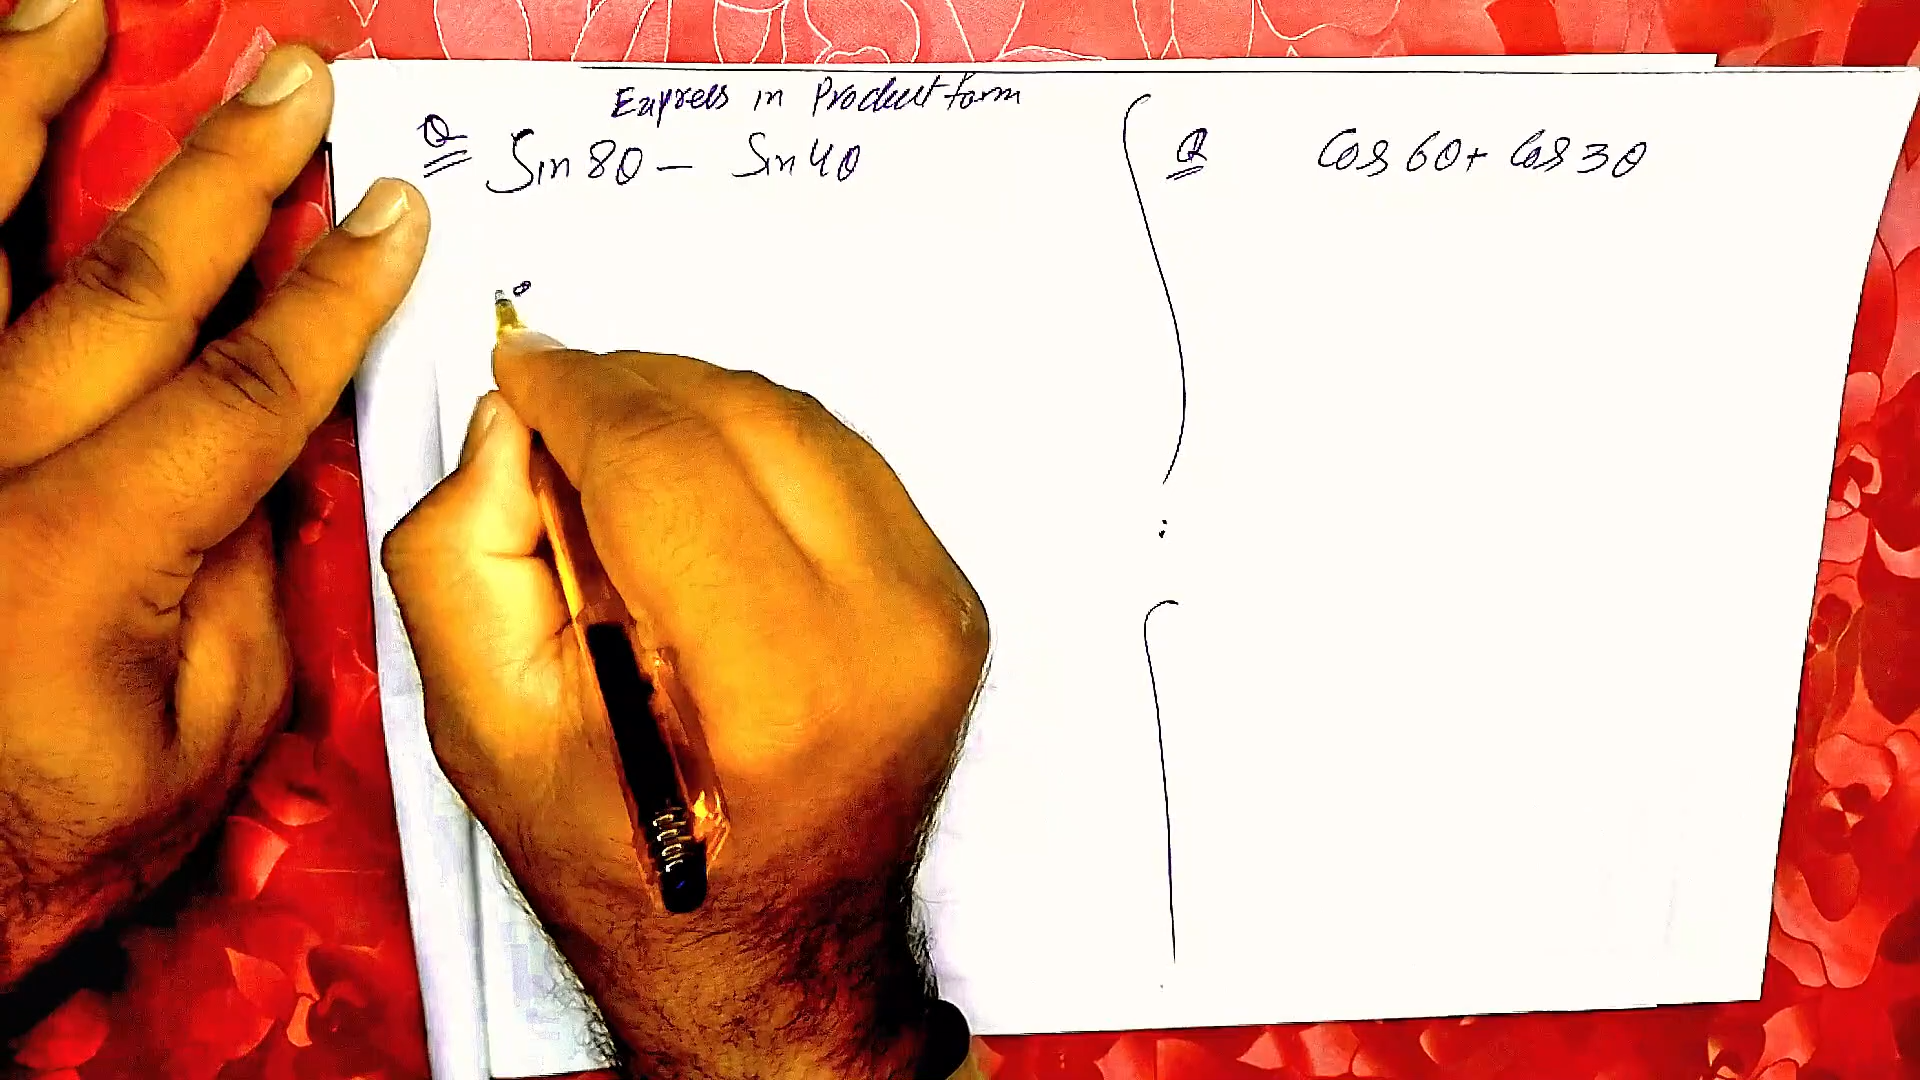 Express in Product form
Q Sin 8θ - Sin 4θ
Q Cos 6θ + Cos 3θ